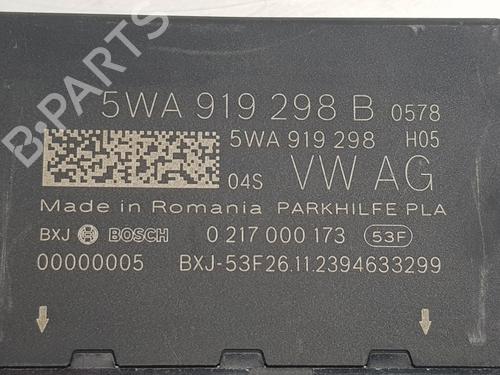 5WA 919 298 B 0578
5WA 919 298 H05
04S VW AG
Made in Romania PARKHILFE PLA
BXJ BOSCH 0 217 000 173 53F
00000005 BXJ-53F26.11.2394633299
B-PARTS